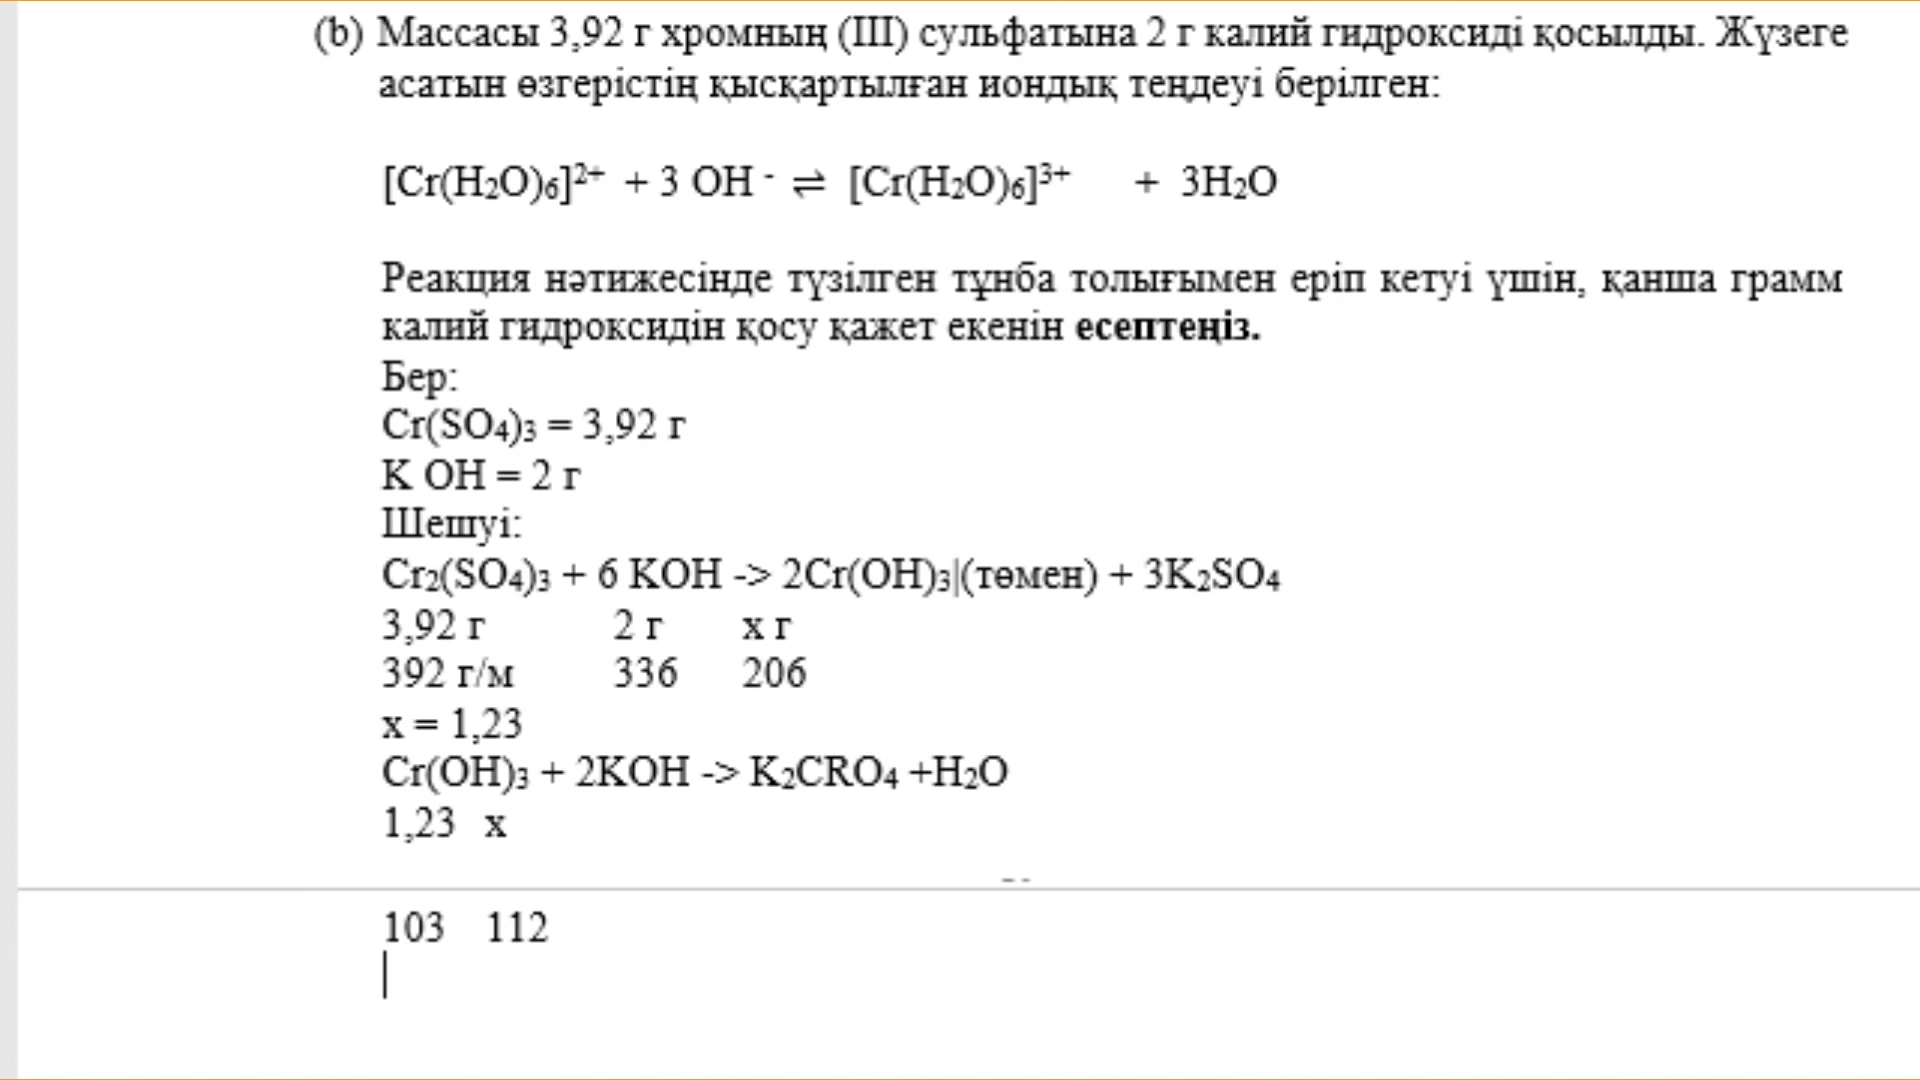 (b) Массасы 3,92 г хромның (III) сульфатына 2 г калий гидроксиді қосылды. Жүзеге
асатын өзгерістің қысқартылған иондық теңдеуі берілген:
[Cr(H₂O)₆]²⁺ + 3 OH ⁻ ⇌ [Cr(H₂O)₆]³⁺ + 3H₂O
Реакция нәтижесінде түзілген тұнба толығымен еріп кетуі үшін, қанша грамм
калий гидроксидін қосу қажет екенін есептеңіз.
Бер:
Cr(SO₄)₃ = 3,92 г
K OH = 2 г
Шешуі:
Cr₂(SO₄)₃ + 6 KOH -> 2Cr(OH)₃|(төмен) + 3K₂SO₄
3,92 г 2 г х г
392 г/м 336 206
х = 1,23
Cr(OH)₃ + 2KOH -> K₂CRO₄ +H₂O
1,23 х
103 112